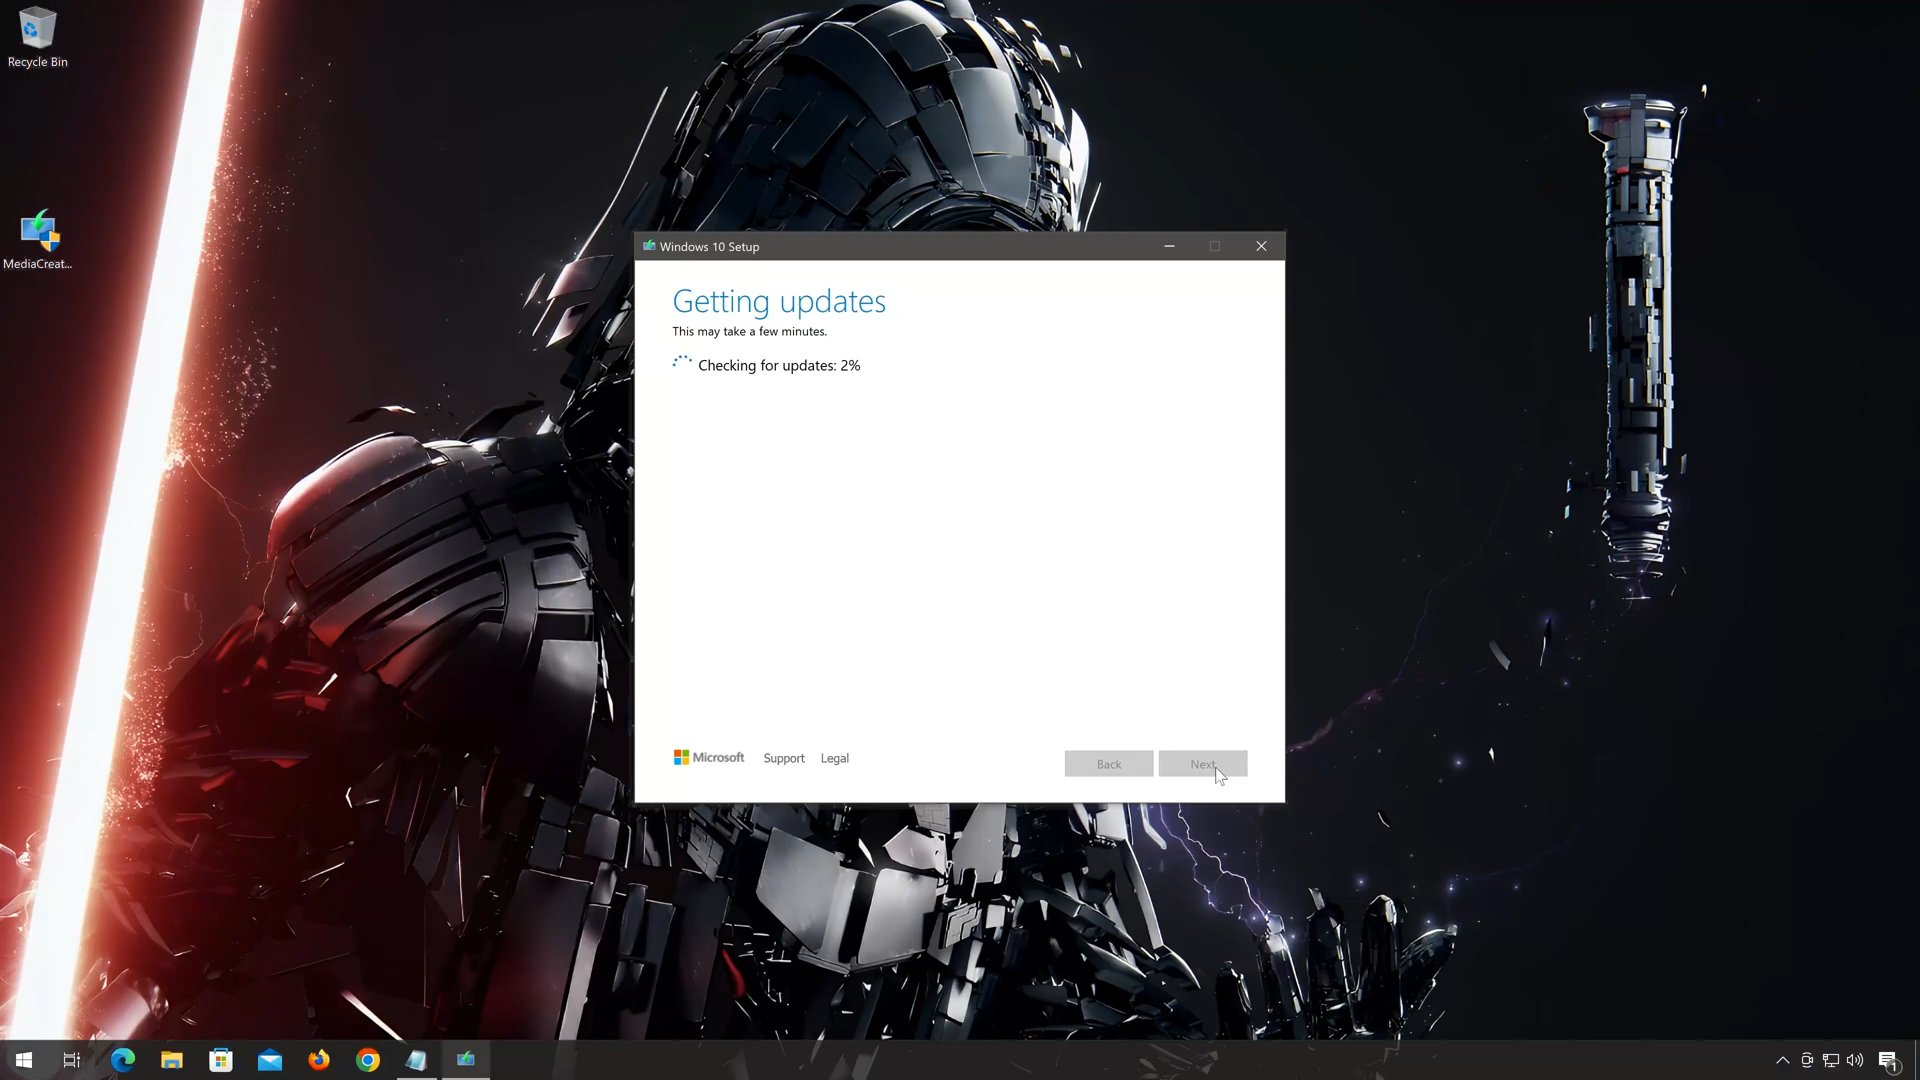 Recycle Bin
MediaCreat...
Windows 10 Setup
Getting updates
This may take a few minutes.
Checking for updates: 2%
Microsoft Support Legal
Back Next
1